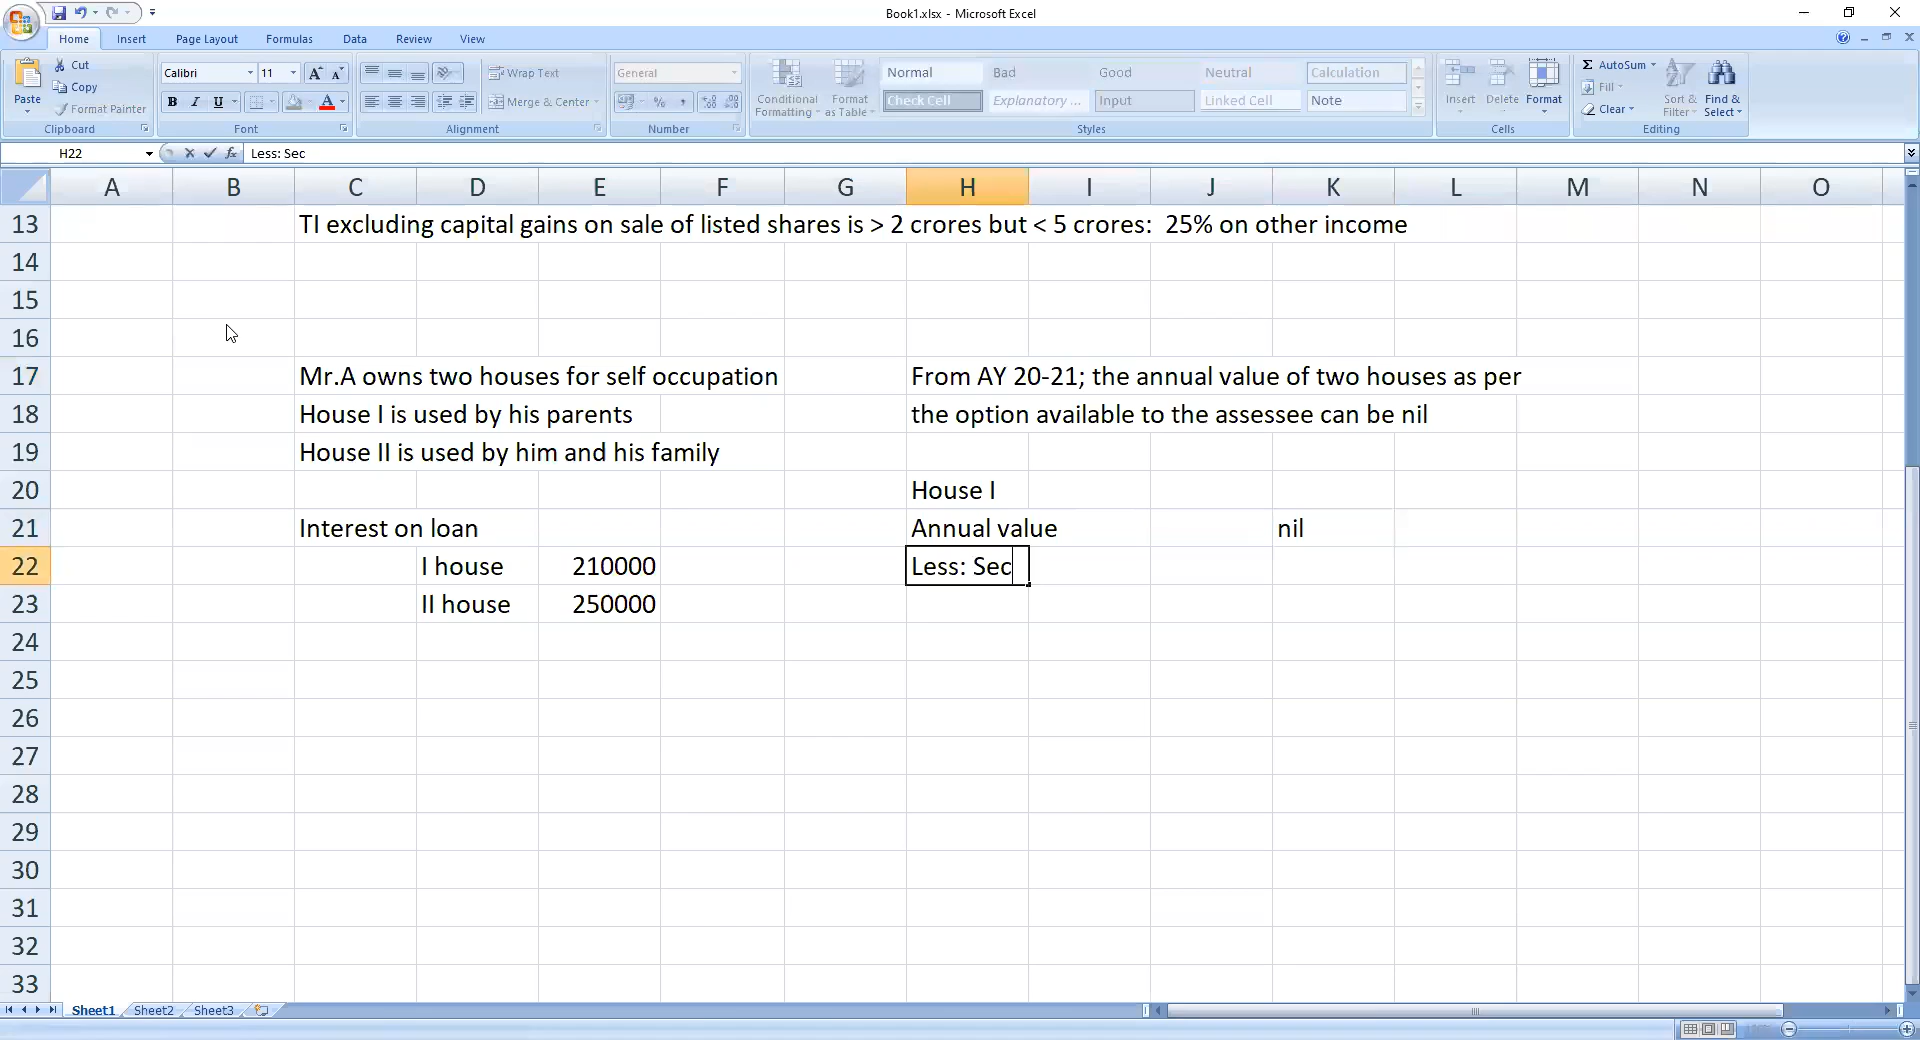 Book1.xlsx - Microsoft Excel
Home Insert Page Layout Formulas Data Review View
Paste
Cut
Copy
Format Painter
Clipboard
Calibri 11
B I U
Font
Wrap Text
Merge & Center
Alignment
General
%
Number
Conditional Formatting
Format as Table
Normal Bad Good Neutral Calculation
Check Cell Explanatory ... Input Linked Cell Note
Styles
Insert Delete Format
Cells
Σ AutoSum
Fill
Clear
Sort & Filter
Find & Select
Editing
H22 fx Less: Sec
A B C D E F G H I J K L M N O
13 TI excluding capital gains on sale of listed shares is > 2 crores but < 5 crores: 25% on other income
14
15
16
17 Mr.A owns two houses for self occupation From AY 20-21; the annual value of two houses as per
18 House I is used by his parents the option available to the assessee can be nil
19 House II is used by him and his family
20 House I
21 Interest on loan Annual value nil
22 I house 210000 Less: Sec
23 II house 250000
24
25
26
27
28
29
30
31
32
33
Sheet1 Sheet2 Sheet3